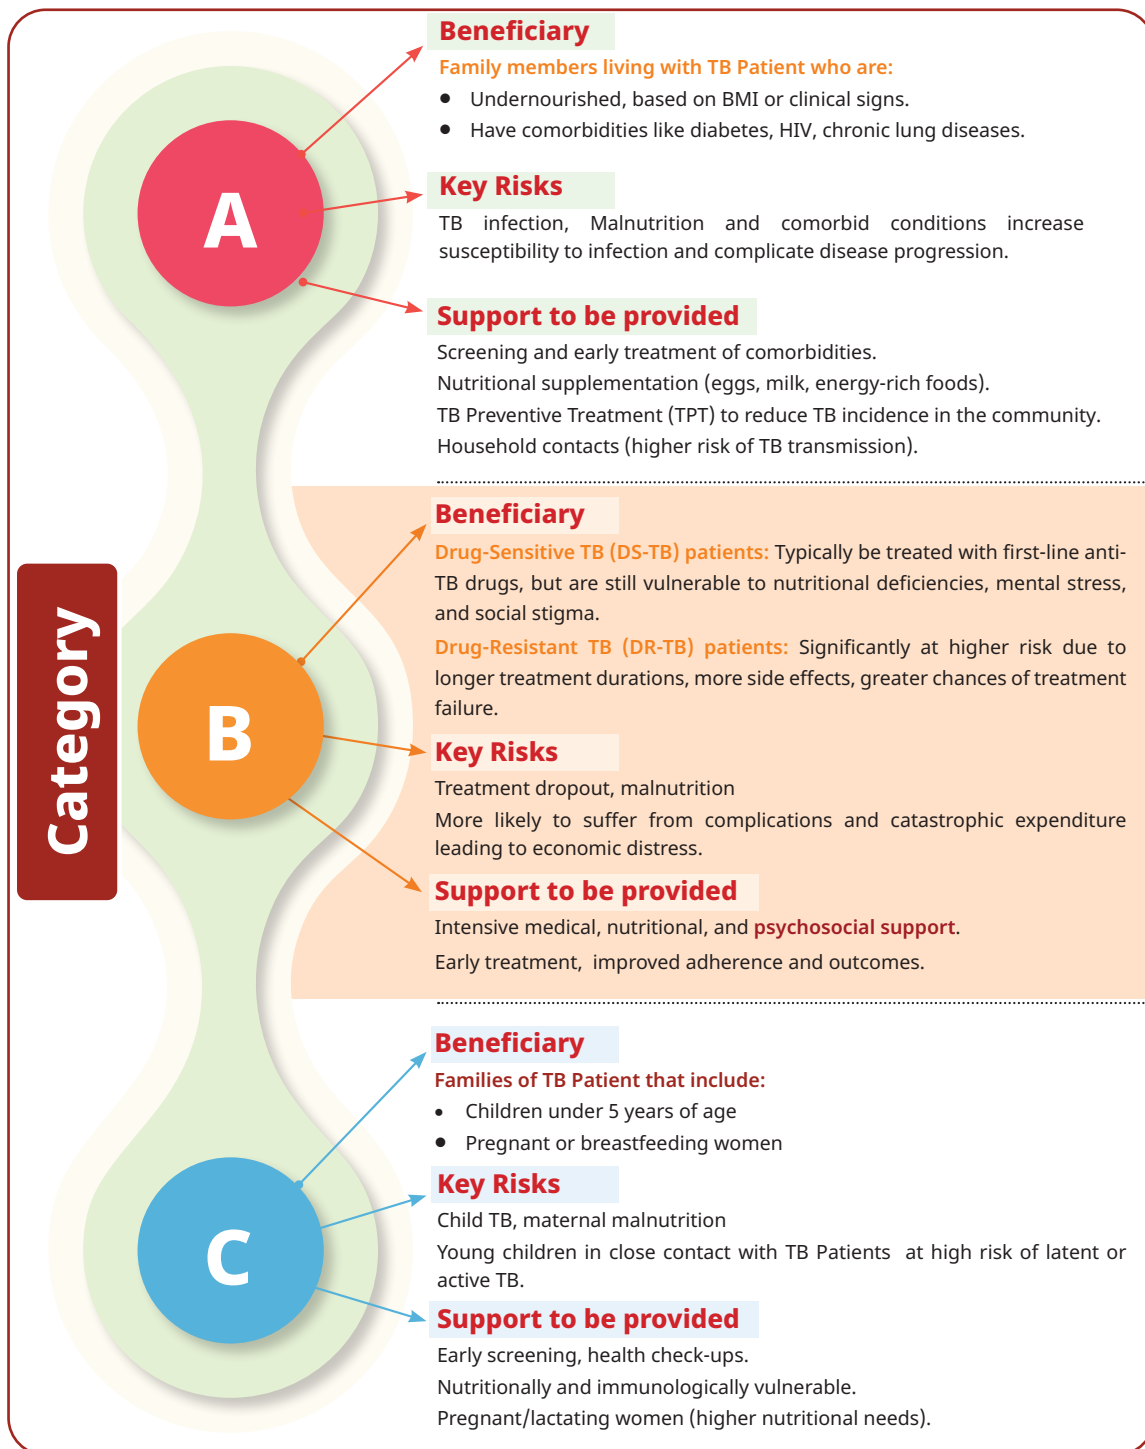 Category
A
Beneficiary
Family members living with TB Patient who are:
● Undernourished, based on BMI or clinical signs.
● Have comorbidities like diabetes, HIV, chronic lung diseases.
Key Risks
TB infection, Malnutrition and comorbid conditions increase
susceptibility to infection and complicate disease progression.
Support to be provided
Screening and early treatment of comorbidities.
Nutritional supplementation (eggs, milk, energy-rich foods).
TB Preventive Treatment (TPT) to reduce TB incidence in the community.
Household contacts (higher risk of TB transmission).
B
Beneficiary
Drug-Sensitive TB (DS-TB) patients: Typically be treated with first-line anti-
TB drugs, but are still vulnerable to nutritional deficiencies, mental stress,
and social stigma.
Drug-Resistant TB (DR-TB) patients: Significantly at higher risk due to
longer treatment durations, more side effects, greater chances of treatment
failure.
Key Risks
Treatment dropout, malnutrition
More likely to suffer from complications and catastrophic expenditure
leading to economic distress.
Support to be provided
Intensive medical, nutritional, and psychosocial support.
Early treatment, improved adherence and outcomes.
C
Beneficiary
Families of TB Patient that include:
● Children under 5 years of age
● Pregnant or breastfeeding women
Key Risks
Child TB, maternal malnutrition
Young children in close contact with TB Patients at high risk of latent or
active TB.
Support to be provided
Early screening, health check-ups.
Nutritionally and immunologically vulnerable.
Pregnant/lactating women (higher nutritional needs).